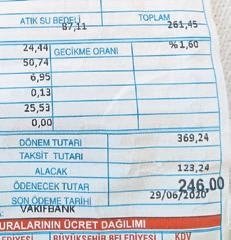 ATIK SU BEDELİ TOPLAM
87,11 261,45
24,44 GECİKME ORANI %1,60
50,74
6,95
0,13
25,53
0,00
DÖNEM TUTARI 369,24
TAKSİT TUTARI
ALACAK 123,24
ÖDENECEK TUTAR 246,00
SON ÖDEME TARİHİ 29/06/2020
VAKIFBANK
URALARININ ÜCRET DAĞILIMI
EDİYESİ BÜYÜKŞEHİR BELEDİYESİ KDV